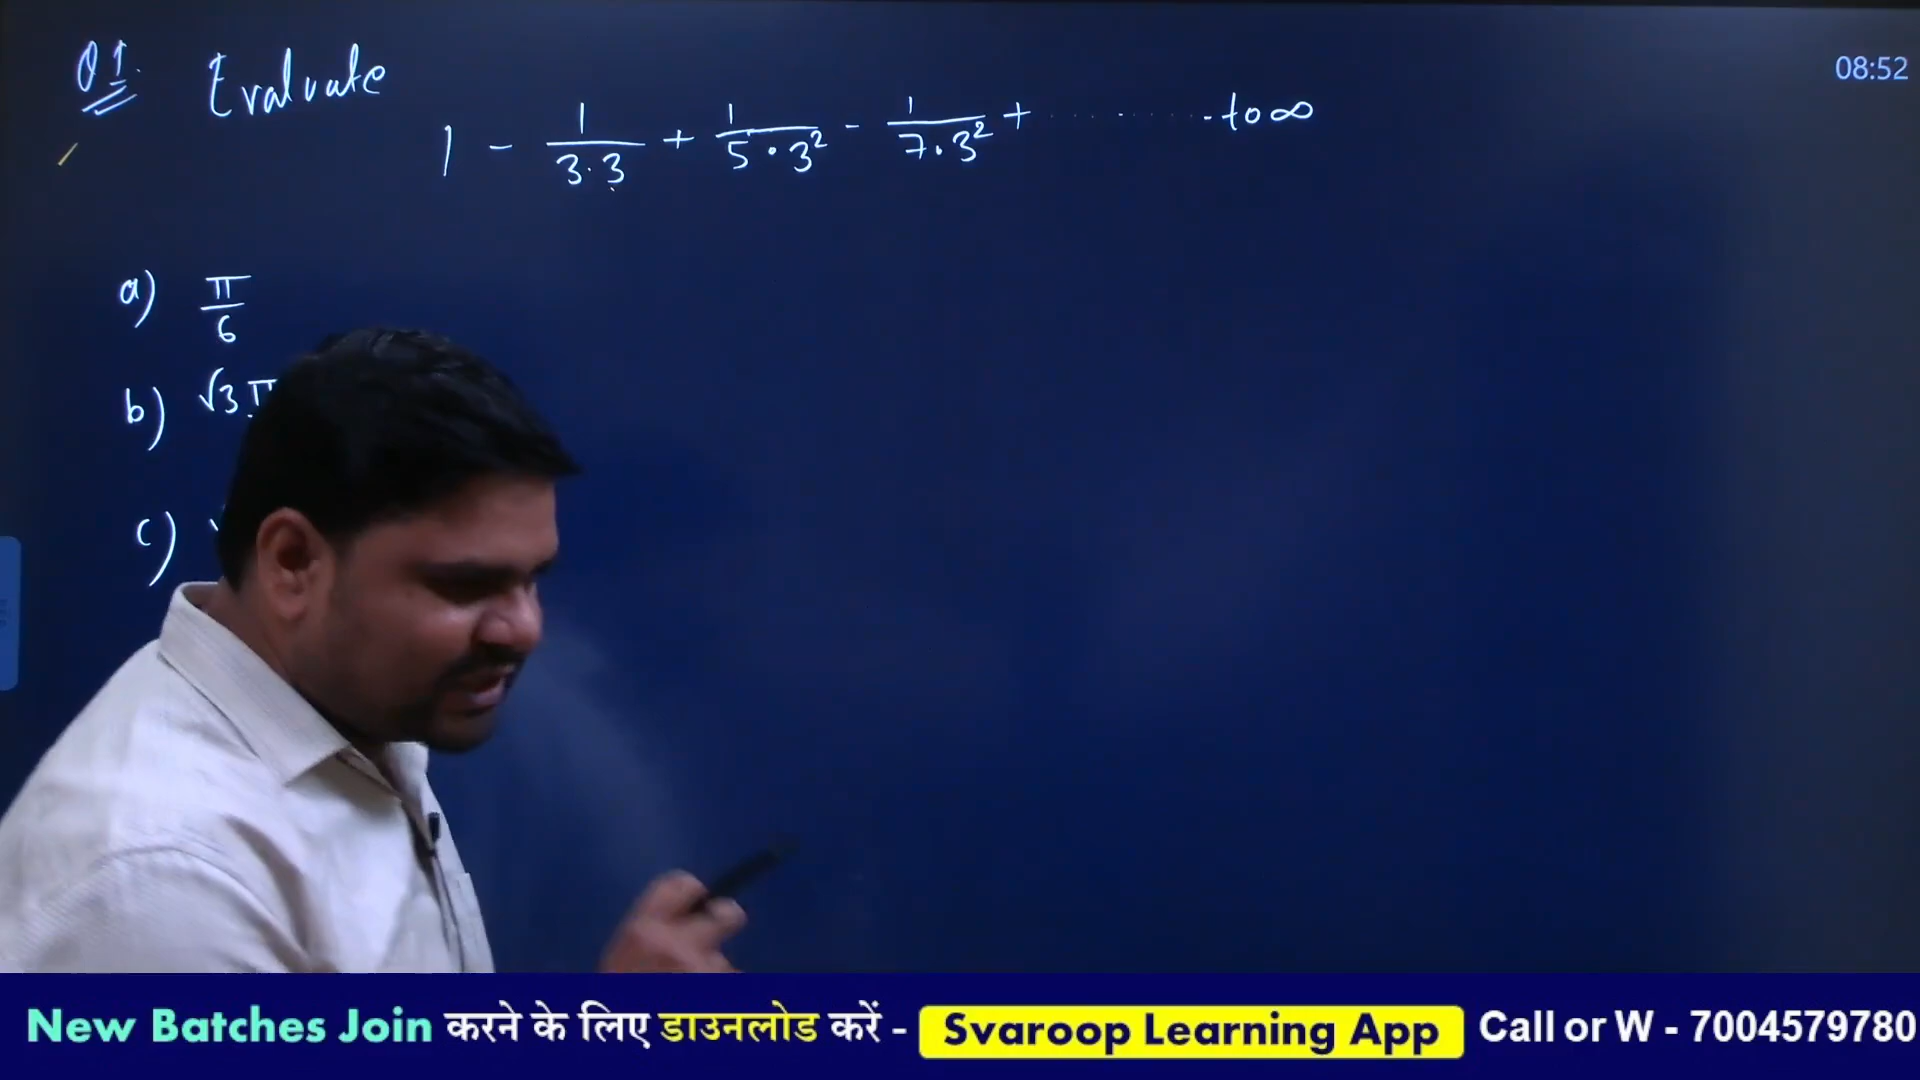 Q1. Evaluate
08:52
1 - 1/(3·3) + 1/(5·3²) - 1/(7·3²) + ........ to ∞
a) π/6
b) √3π
c)
New Batches Join करने के लिए डाउनलोड करें - Svaroop Learning App Call or W - 7004579780